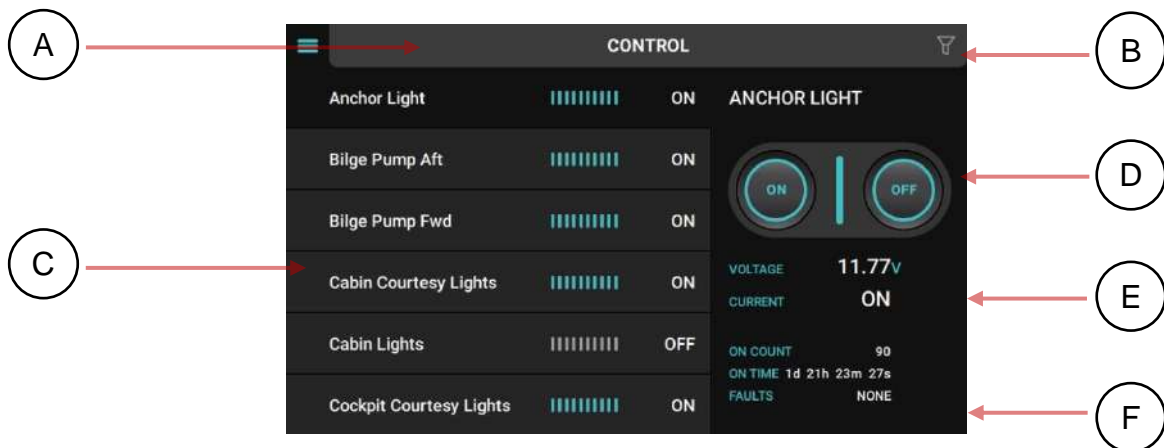 A
CONTROL
B
Anchor Light ON
Bilge Pump Aft ON
Bilge Pump Fwd ON
C
Cabin Courtesy Lights ON
Cabin Lights OFF
Cockpit Courtesy Lights ON
ANCHOR LIGHT
ON OFF
D
VOLTAGE 11.77V
CURRENT ON
E
ON COUNT 90
ON TIME 1d 21h 23m 27s
FAULTS NONE
F